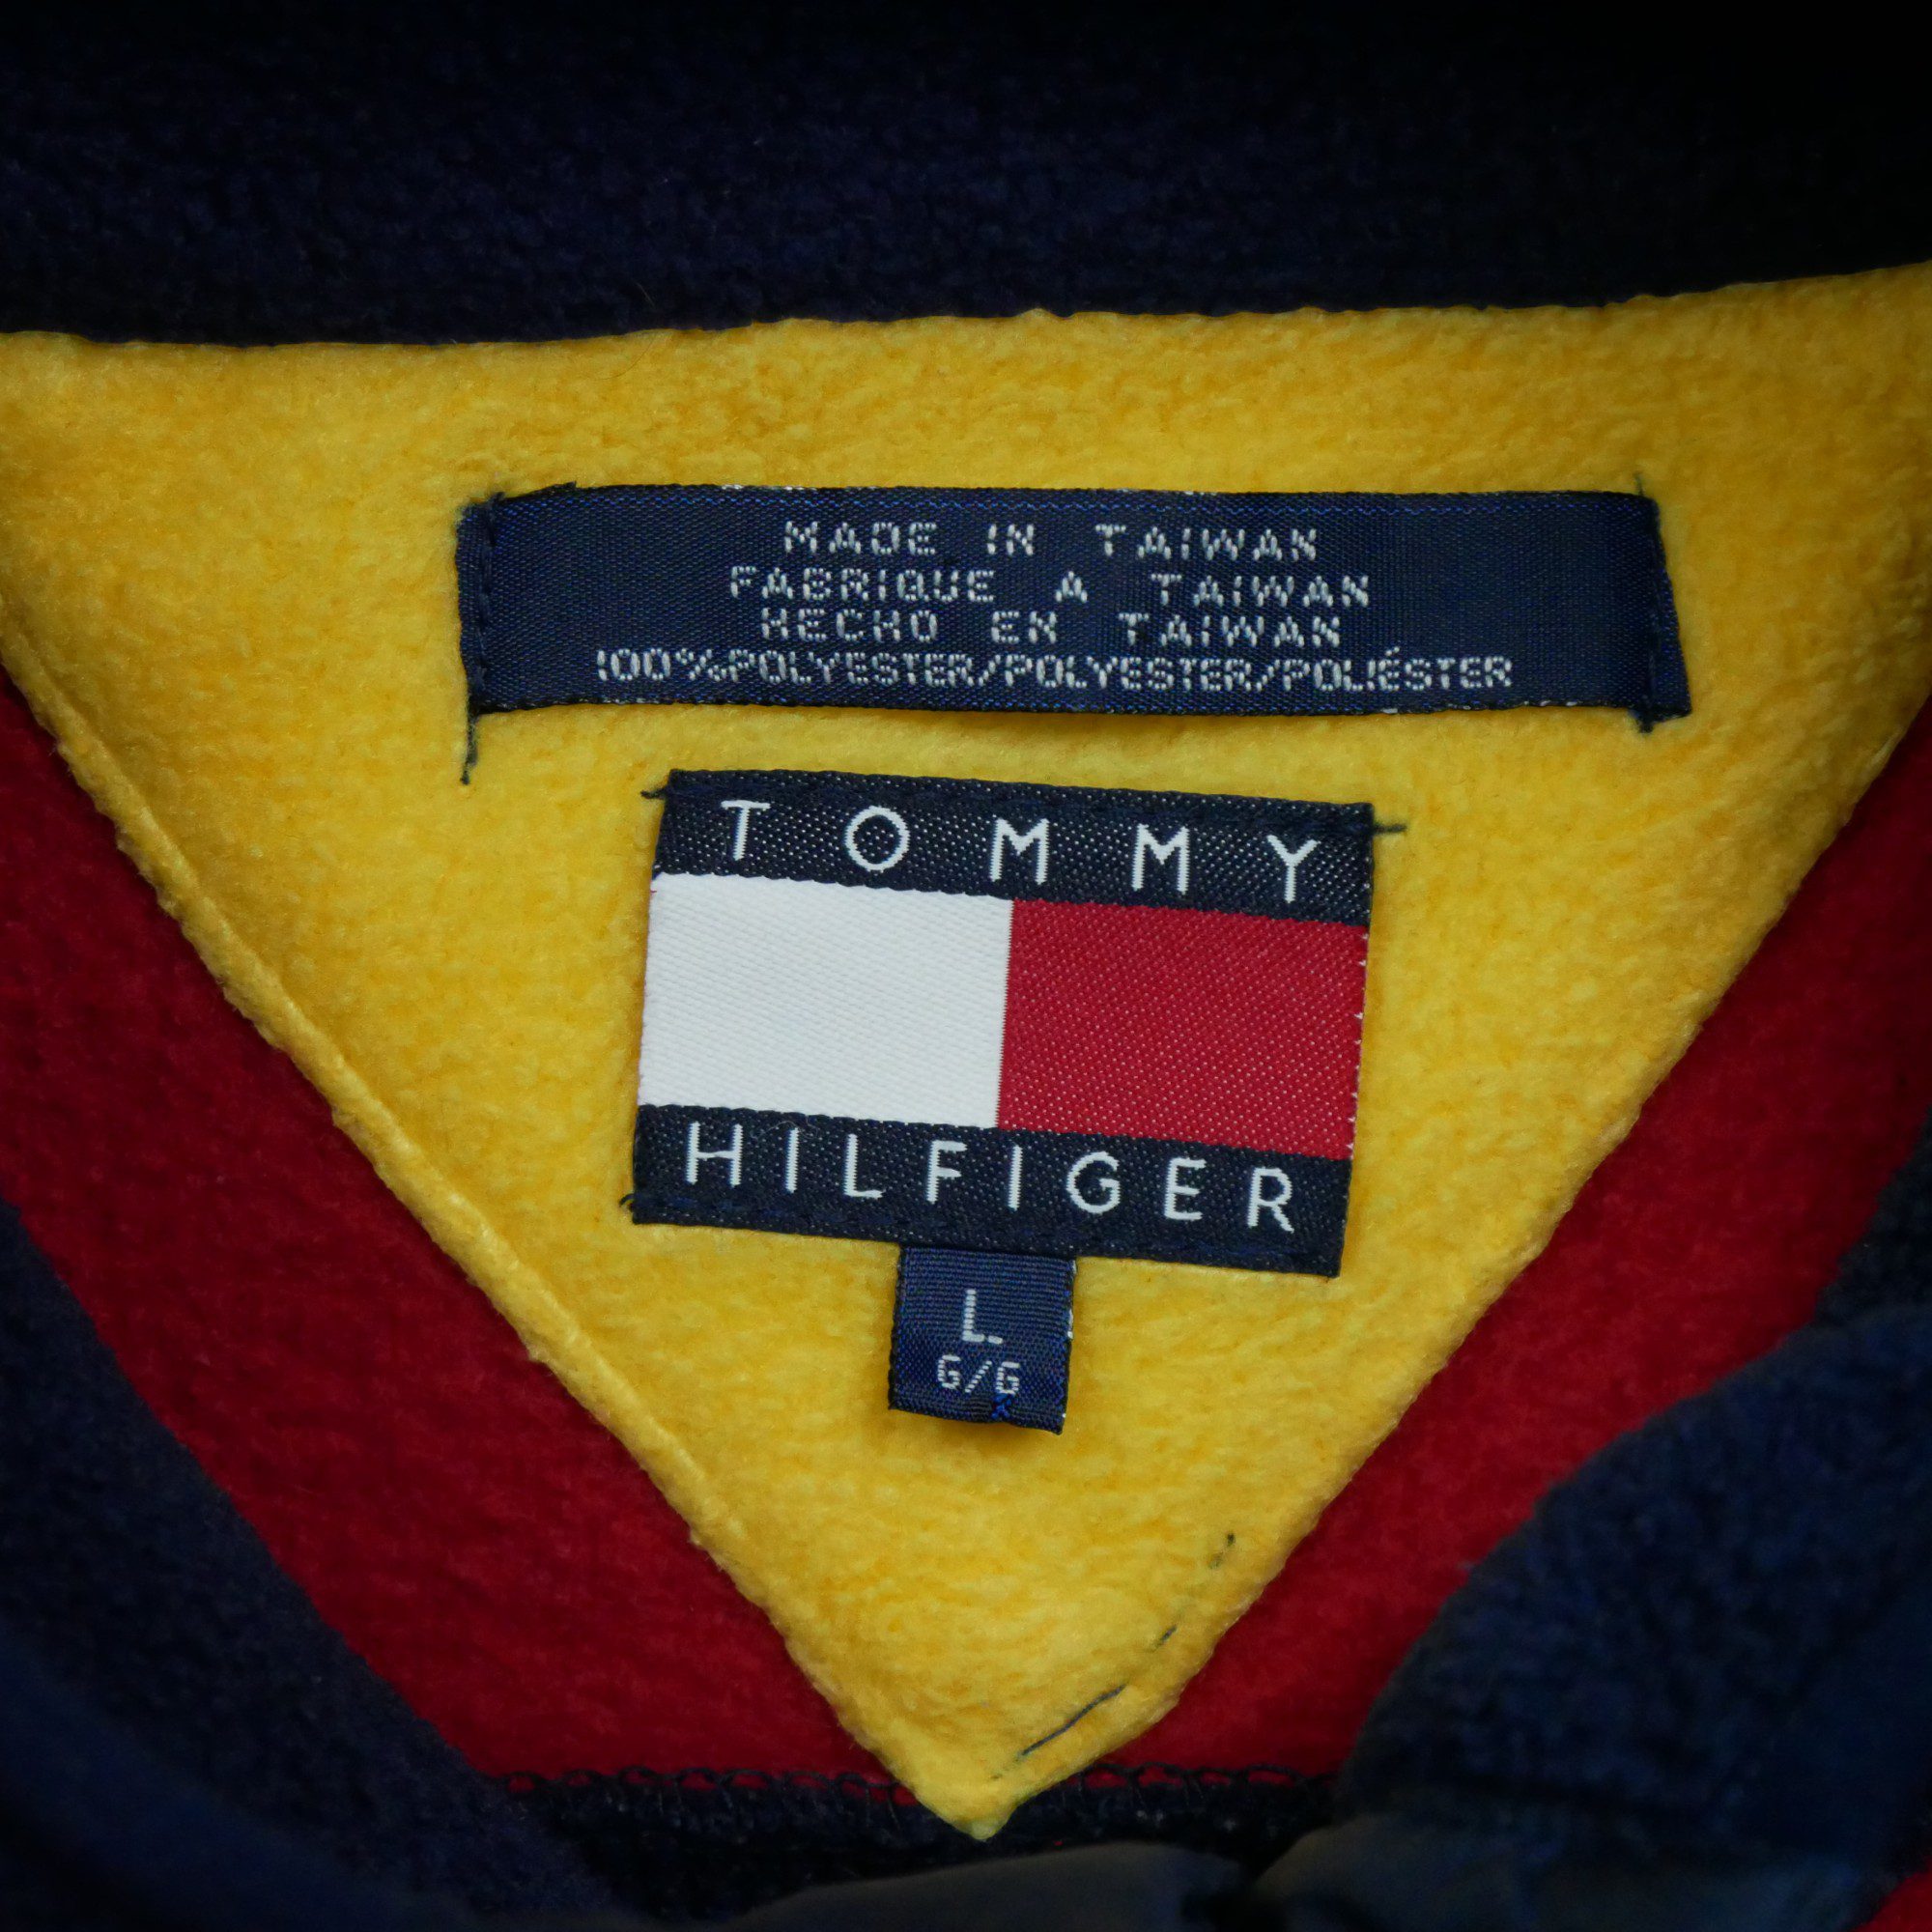 MADE IN TAIWAN
FABRIQUE A TAIWAN
HECHO EN TAIWAN
100%POLYESTER/POLYESTER/POLIÉSTER
TOMMY
HILFIGER
L
G/G